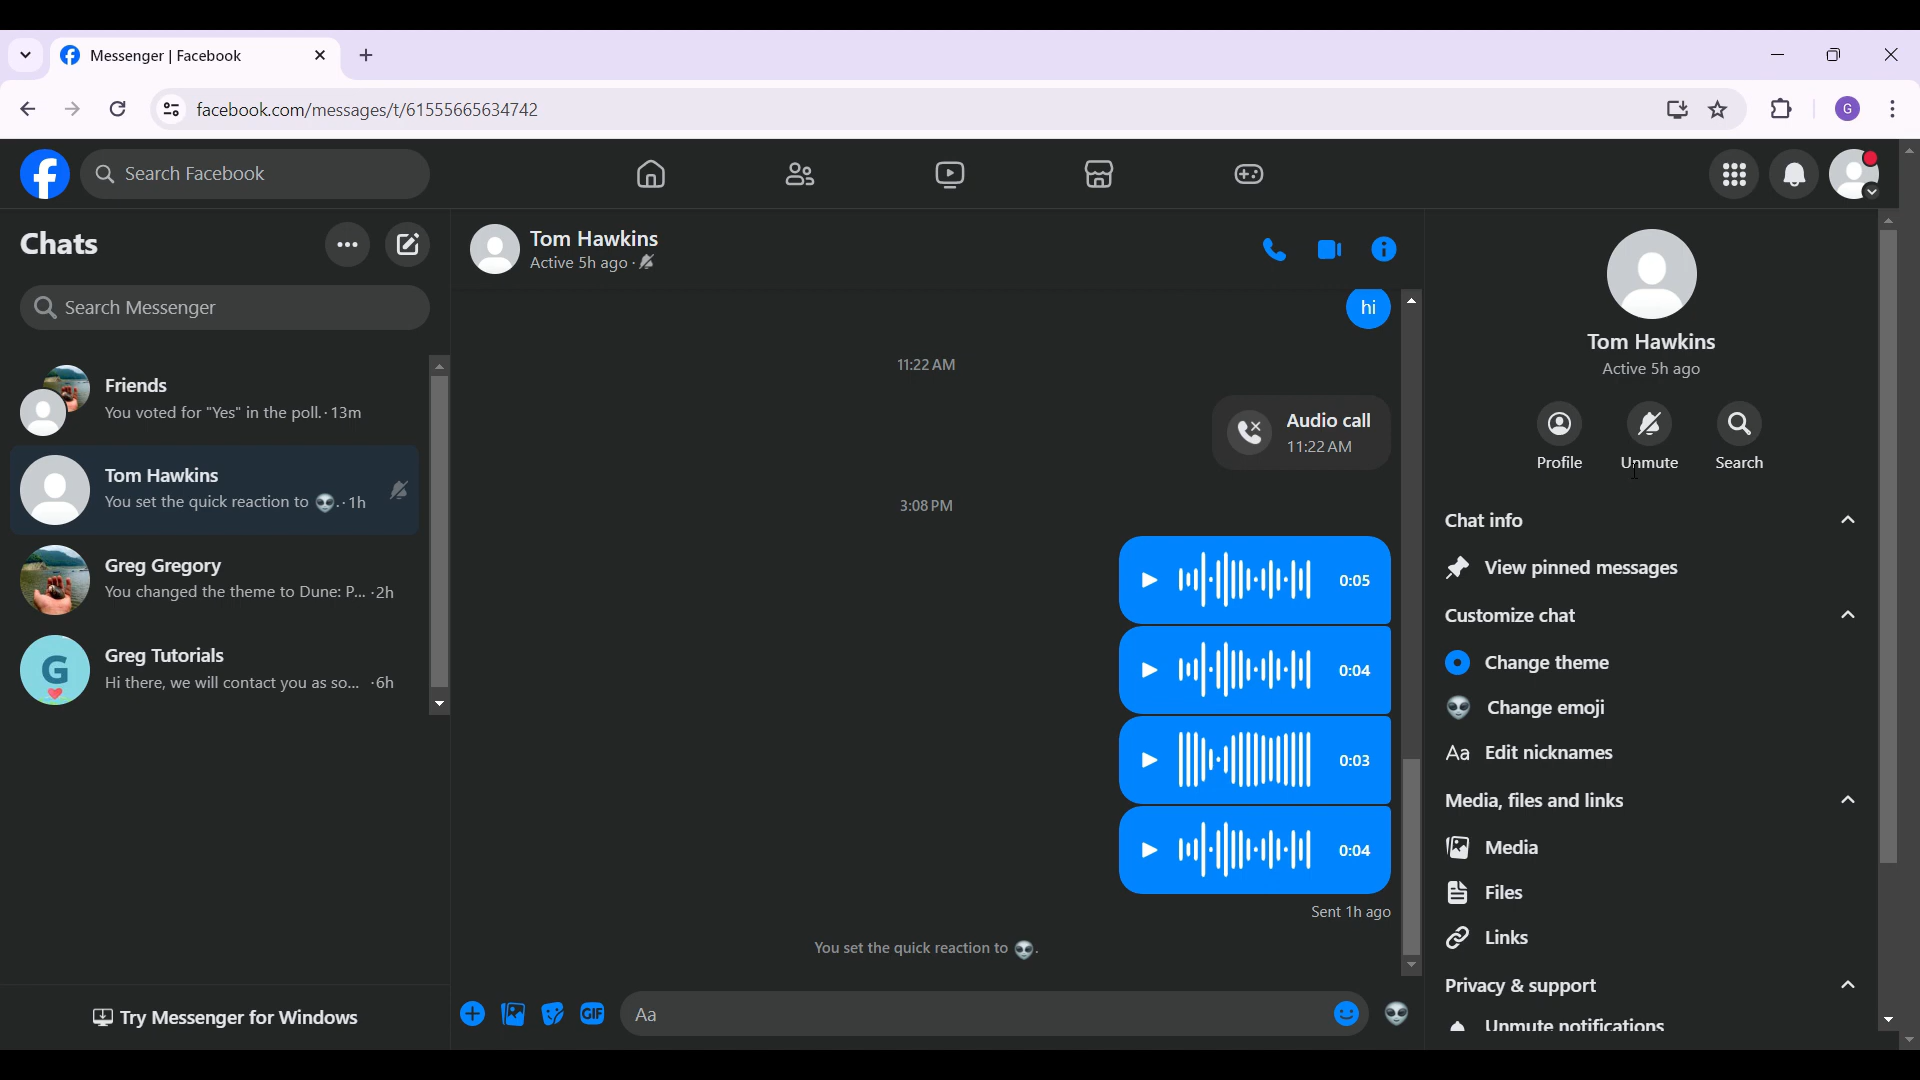 Messenger | Facebook
facebook.com/messages/t/61555665634742
G
Search Facebook
Chats
Search Messenger
Friends
You voted for "Yes" in the poll. · 13m
Tom Hawkins
You set the quick reaction to 👽. · 1h
Greg Gregory
You changed the theme to Dune: P... · 2h
G
Greg Tutorials
Hi there, we will contact you as so... · 6h
Try Messenger for Windows
Tom Hawkins
Active 5h ago ·
hi
11:22 AM
Audio call
11:22 AM
3:08 PM
0:05
0:04
0:03
0:04
Sent 1h ago
You set the quick reaction to 👽.
GIF
Aa
Tom Hawkins
Active 5h ago
Profile
Unmute
Search
Chat info
View pinned messages
Customize chat
Change theme
Change emoji
Aa Edit nicknames
Media, files and links
Media
Files
Links
Privacy & support
Unmute notifications